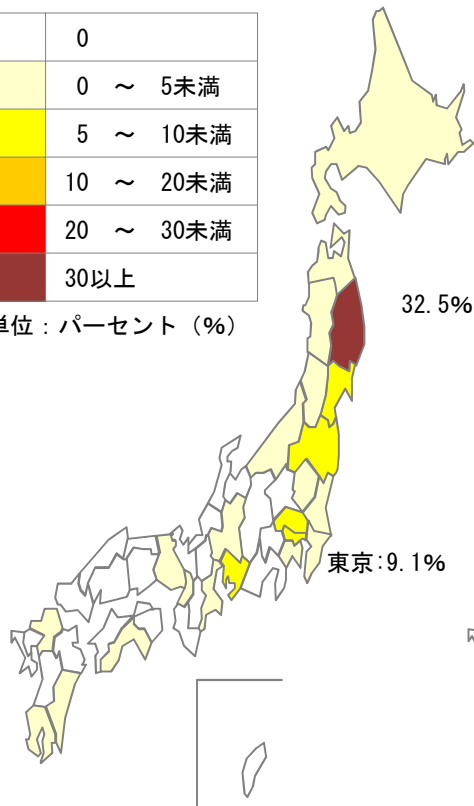 0
0 ～ 5未満
5 ～ 10未満
10 ～ 20未満
20 ～ 30未満
30以上
単位：パーセント（％）
32.5%
東京:9.1%